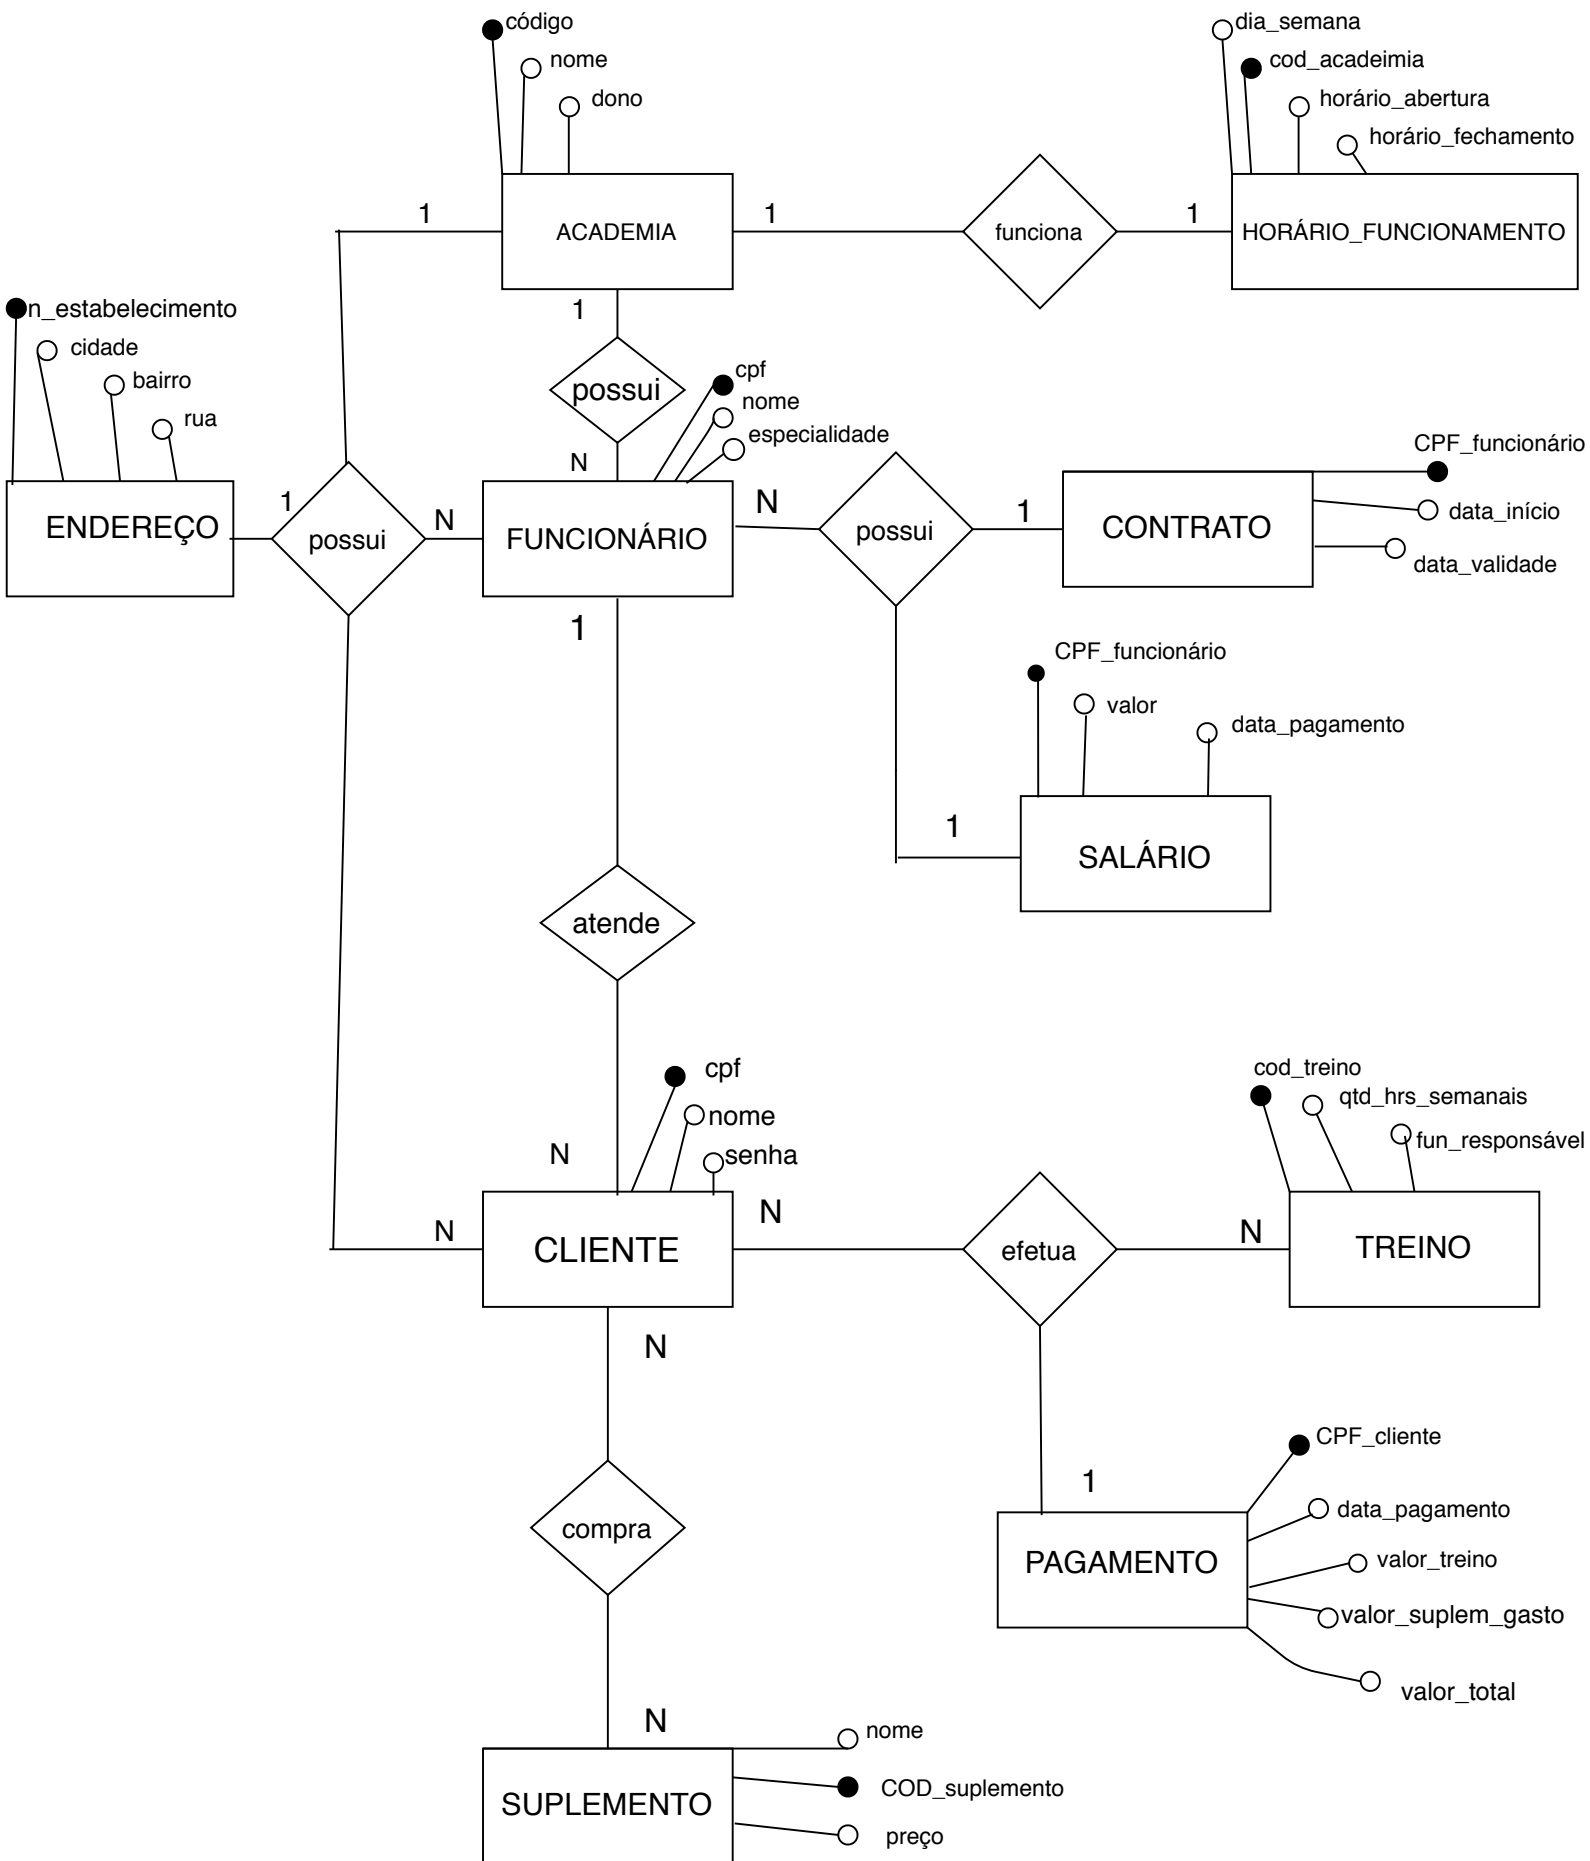 código
nome
dono
dia_semana
cod_acadeimia
horário_abertura
horário_fechamento
1
ACADEMIA
1
funciona
1
HORÁRIO_FUNCIONAMENTO
1
n_estabelecimento
cidade
bairro
rua
possui
cpf
nome
especialidade
N
ENDEREÇO
1
possui
N
FUNCIONÁRIO
N
possui
1
CONTRATO
CPF_funcionário
data_início
data_validade
1
CPF_funcionário
valor
data_pagamento
1
SALÁRIO
atende
cpf
nome
senha
N
N
CLIENTE
N
efetua
N
cod_treino
qtd_hrs_semanais
fun_responsável
TREINO
N
1
CPF_cliente
data_pagamento
valor_treino
valor_suplem_gasto
valor_total
PAGAMENTO
compra
N
nome
COD_suplemento
preço
SUPLEMENTO